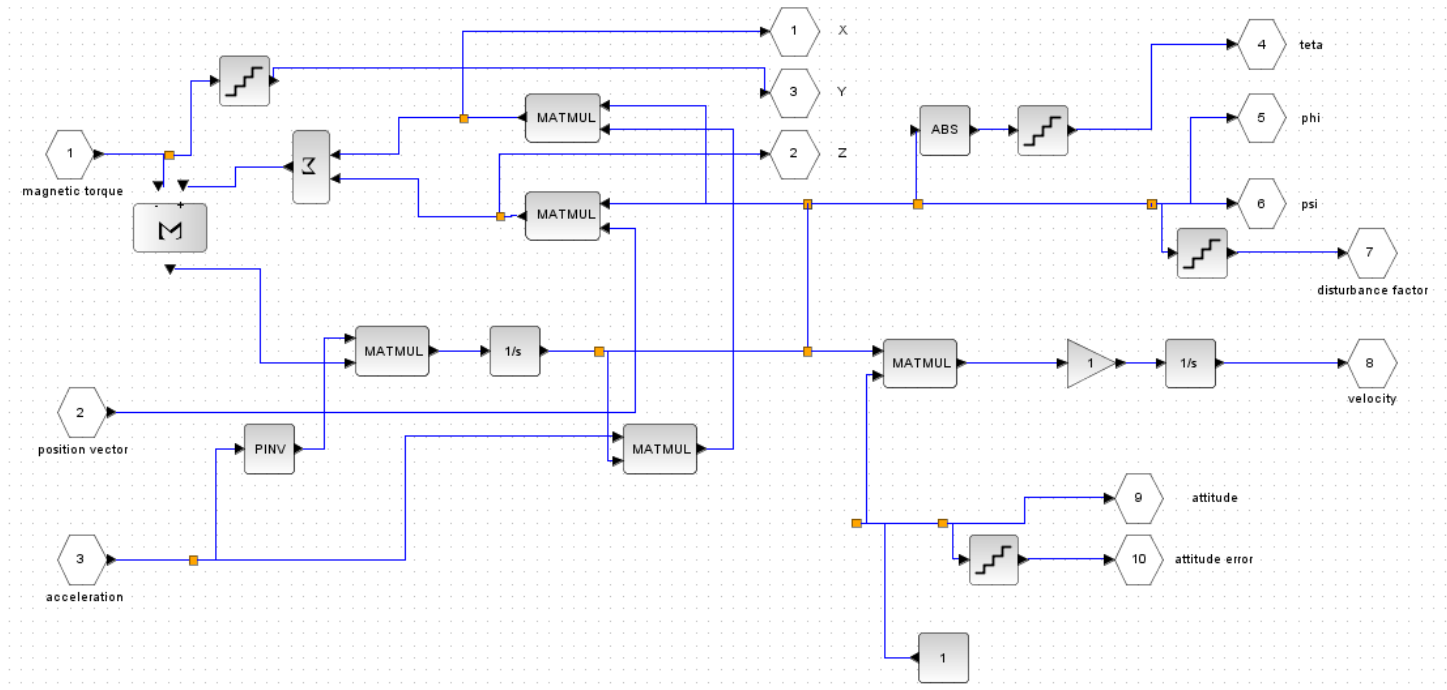 1
X
4
teta
3
Y
MATMUL
ABS
5
phi
1
magnetic torque
Σ
2
Z
- +
MATMUL
6
psi
7
disturbance factor
MATMUL
1/s
MATMUL
1
1/s
8
velocity
2
position vector
PINV
MATMUL
9
attitude
3
acceleration
10
attitude error
1